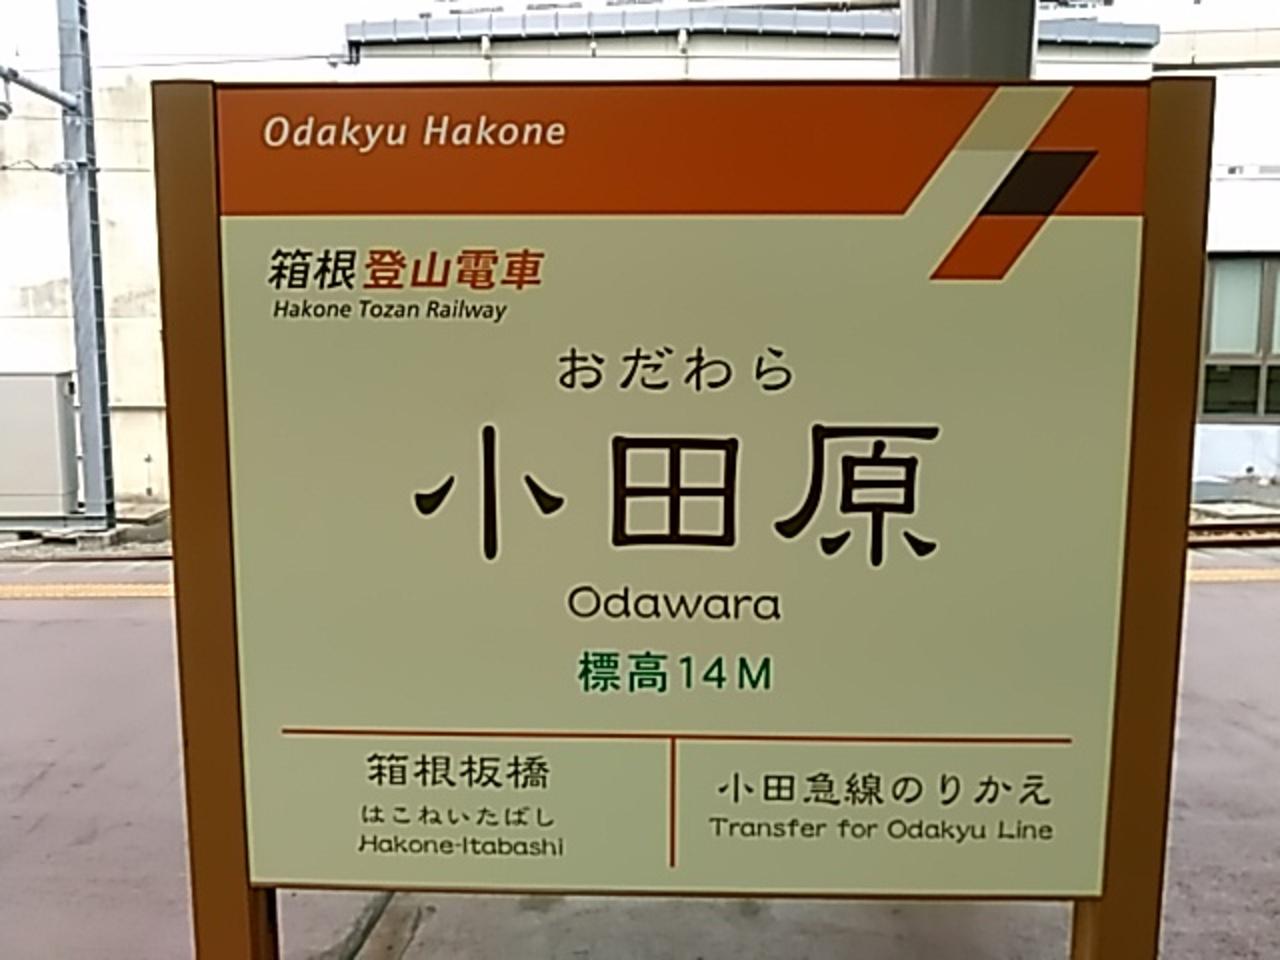 Odakyu Hakone
箱根登山電車
Hakone Tozan Railway
おだわら
小田原
Odawara
標高14M
箱根板橋
はこねいたばし
Hakone-Itabashi
小田急線のりかえ
Transfer for Odakyu Line